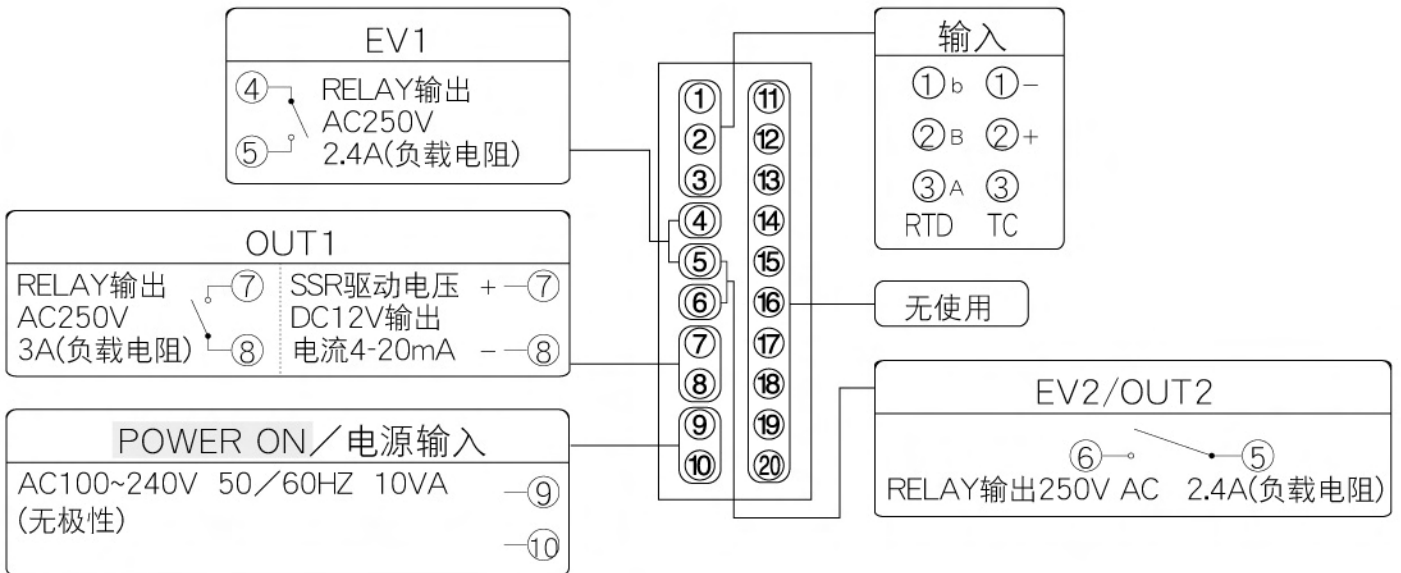 EV1
④ RELAY输出
AC250V
⑤ 2.4A(负载电阻)
OUT1
RELAY输出 ⑦
AC250V
3A(负载电阻) ⑧
SSR驱动电压 + ⑦
DC12V输出
电流4-20mA - ⑧
POWER ON／电源输入
AC100~240V 50／60HZ 10VA ⑨
(无极性)
⑩
① ⑪
② ⑫
③ ⑬
④ ⑭
⑤ ⑮
⑥ ⑯
⑦ ⑰
⑧ ⑱
⑨ ⑲
⑩ ⑳
输入
① b ① -
② B ② +
③ A ③
RTD TC
无使用
EV2/OUT2
⑥ ⑤
RELAY输出250V AC 2.4A(负载电阻)